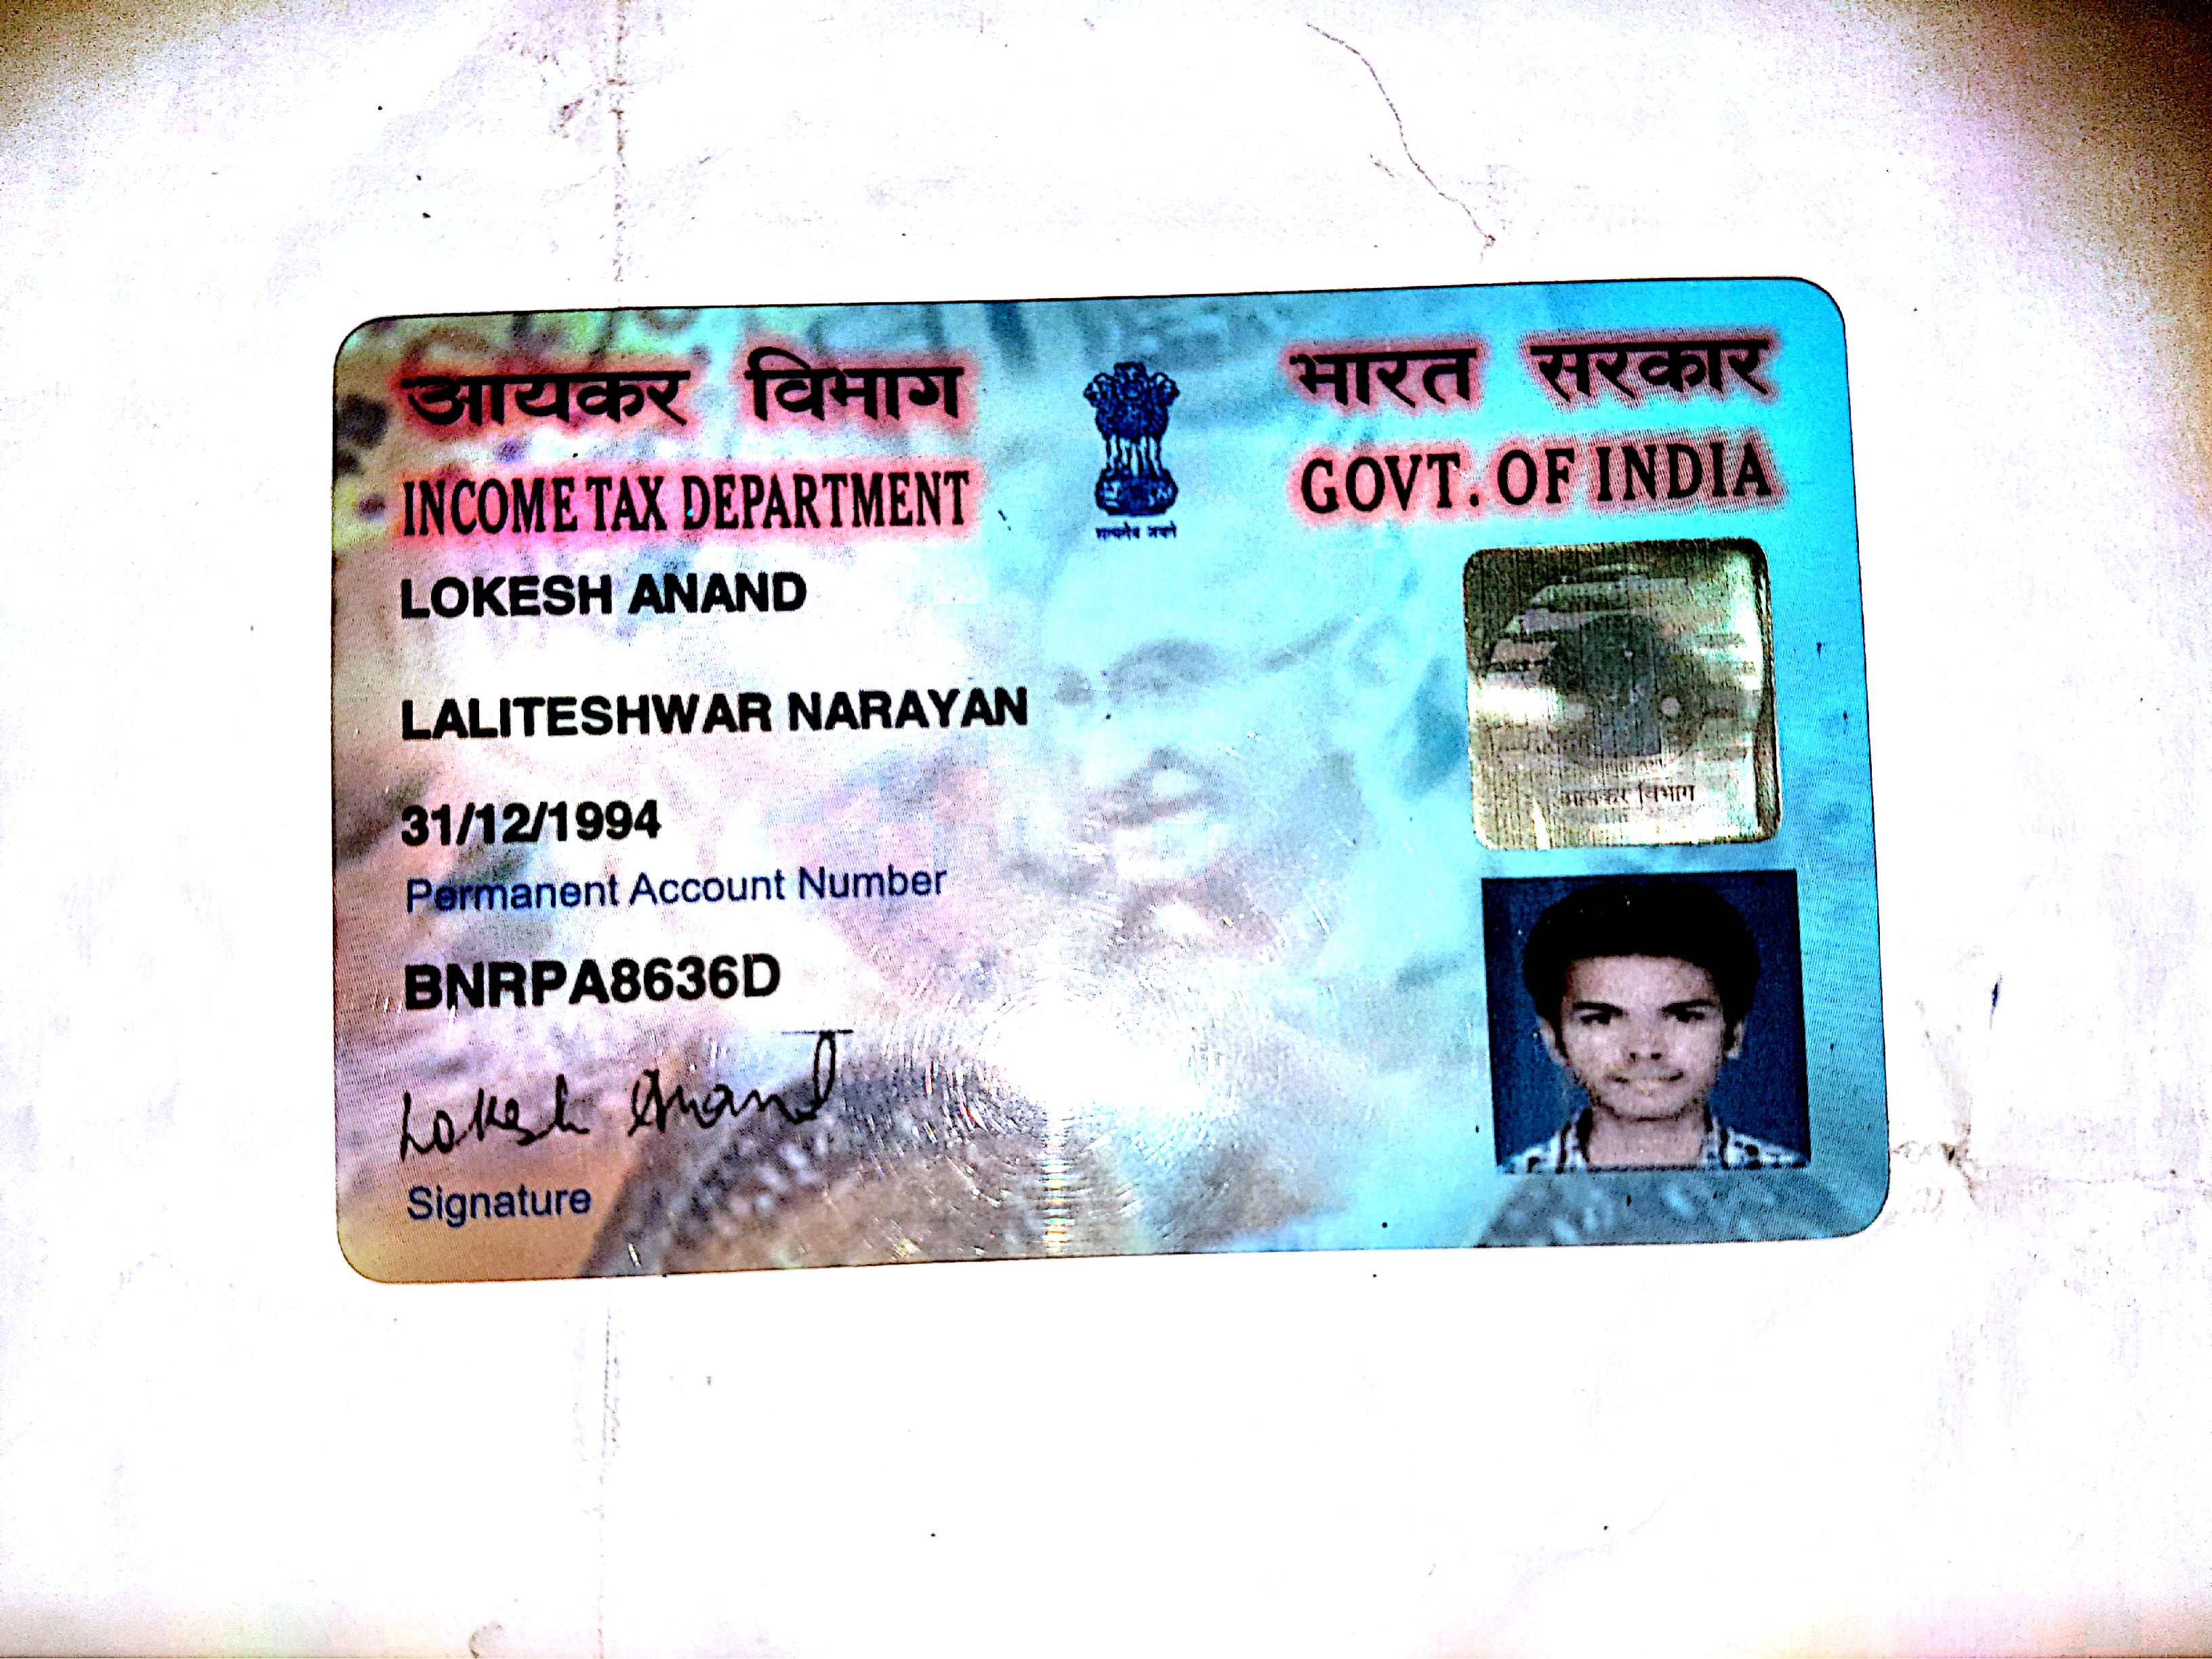 आयकर विभाग
INCOME TAX DEPARTMENT
सत्यमेव जयते
भारत सरकार
GOVT. OF INDIA
LOKESH ANAND
LALITESHWAR NARAYAN
31/12/1994
Permanent Account Number
BNRPA8636D
Lokesh Anand
Signature
आयकर विभाग